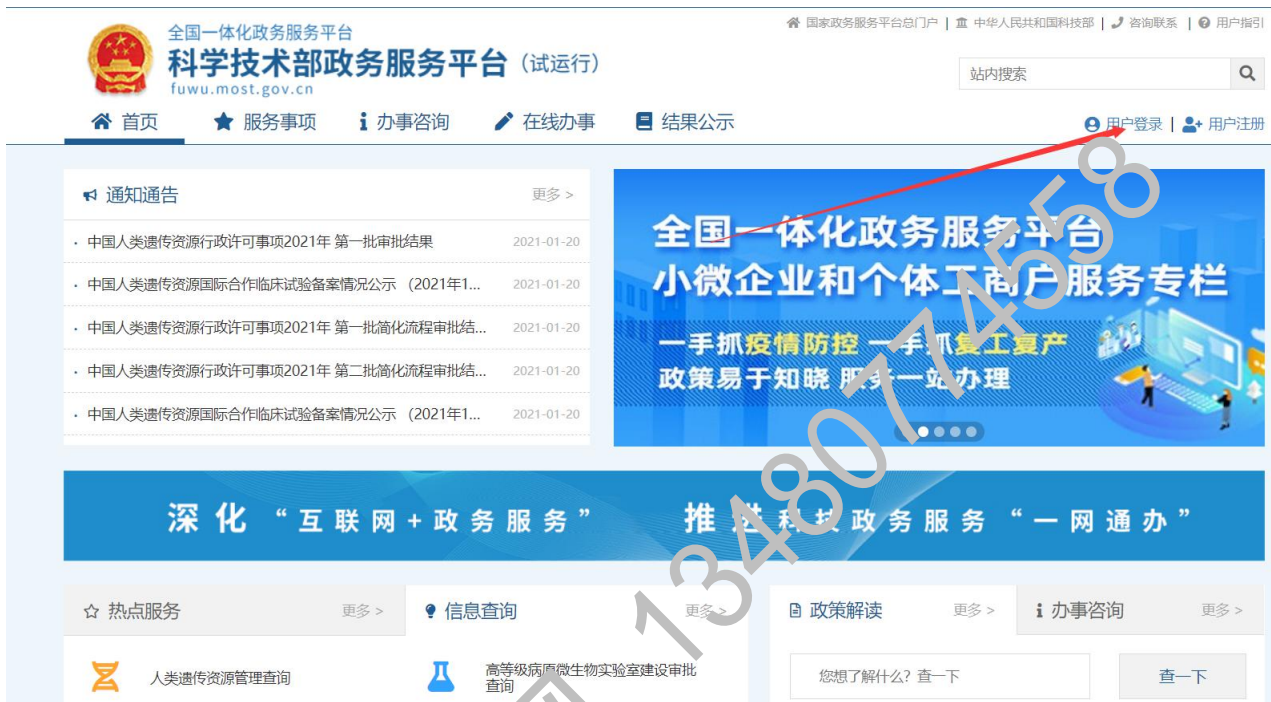 全国一体化政务服务平台
科学技术部政务服务平台（试运行）
fuwu.most.gov.cn
国家政务服务平台总门户 | 中华人民共和国科技部 | 咨询联系 | 用户指引
站内搜索
首页 服务事项 办事咨询 在线办事 结果公示
用户登录 | 用户注册
通知通告 更多 >
· 中国人类遗传资源行政许可事项2021年 第一批审批结果 2021-01-20
· 中国人类遗传资源国际合作临床试验备案情况公示 （2021年1... 2021-01-20
· 中国人类遗传资源行政许可事项2021年 第一批简化流程审批结... 2021-01-20
· 中国人类遗传资源行政许可事项2021年 第二批简化流程审批结... 2021-01-20
· 中国人类遗传资源国际合作临床试验备案情况公示 （2021年1... 2021-01-20
全国一体化政务服务平台
小微企业和个体工商户服务专栏
一手抓疫情防控 一手抓复工复产
政策易于知晓 服务一站办理
深化“互联网+政务服务” 推进科技政务服务“一网通办”
热点服务 更多 >
信息查询 更多 >
政策解读 更多 >
办事咨询 更多 >
人类遗传资源管理查询
高等级病原微生物实验室建设审批
查询
您想了解什么？查一下
查一下
13480774558